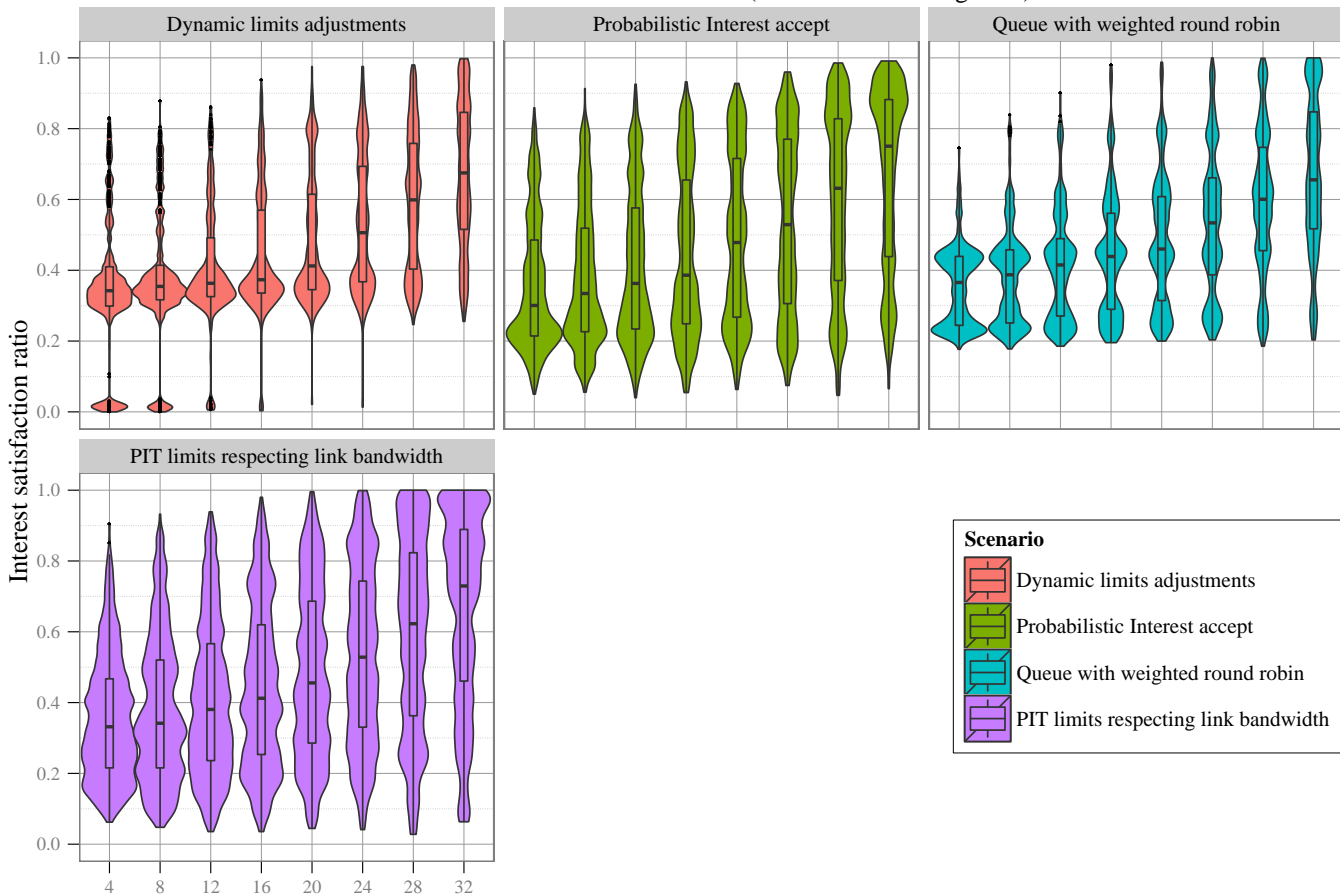 Dynamic limits adjustments
Probabilistic Interest accept
Queue with weighted round robin
1.0
0.8
0.6
0.4
0.2
0.0
PIT limits respecting link bandwidth
1.0
0.8
0.6
0.4
0.2
0.0
4 8 12 16 20 24 28 32
Interest satisfaction ratio
Scenario
Dynamic limits adjustments
Probabilistic Interest accept
Queue with weighted round robin
PIT limits respecting link bandwidth